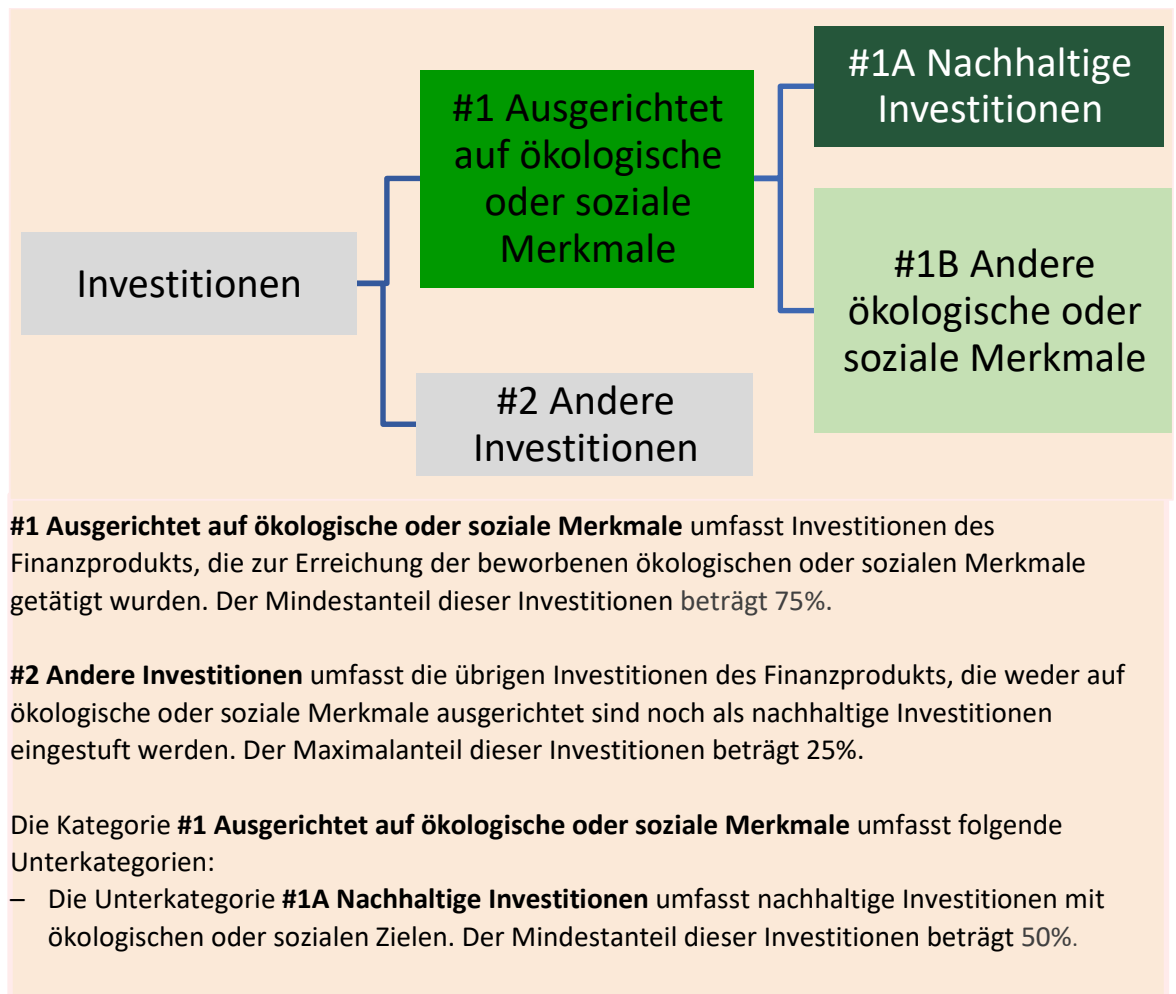 #1A Nachhaltige
Investitionen
#1 Ausgerichtet
auf ökologische
oder soziale
Merkmale
Investitionen
#1B Andere
ökologische oder
soziale Merkmale
#2 Andere
Investitionen
#1 Ausgerichtet auf ökologische oder soziale Merkmale umfasst Investitionen des
Finanzprodukts, die zur Erreichung der beworbenen ökologischen oder sozialen Merkmale
getätigt wurden. Der Mindestanteil dieser Investitionen beträgt 75%.
#2 Andere Investitionen umfasst die übrigen Investitionen des Finanzprodukts, die weder auf
ökologische oder soziale Merkmale ausgerichtet sind noch als nachhaltige Investitionen
eingestuft werden. Der Maximalanteil dieser Investitionen beträgt 25%.
Die Kategorie #1 Ausgerichtet auf ökologische oder soziale Merkmale umfasst folgende
Unterkategorien:
– Die Unterkategorie #1A Nachhaltige Investitionen umfasst nachhaltige Investitionen mit
ökologischen oder sozialen Zielen. Der Mindestanteil dieser Investitionen beträgt 50%.